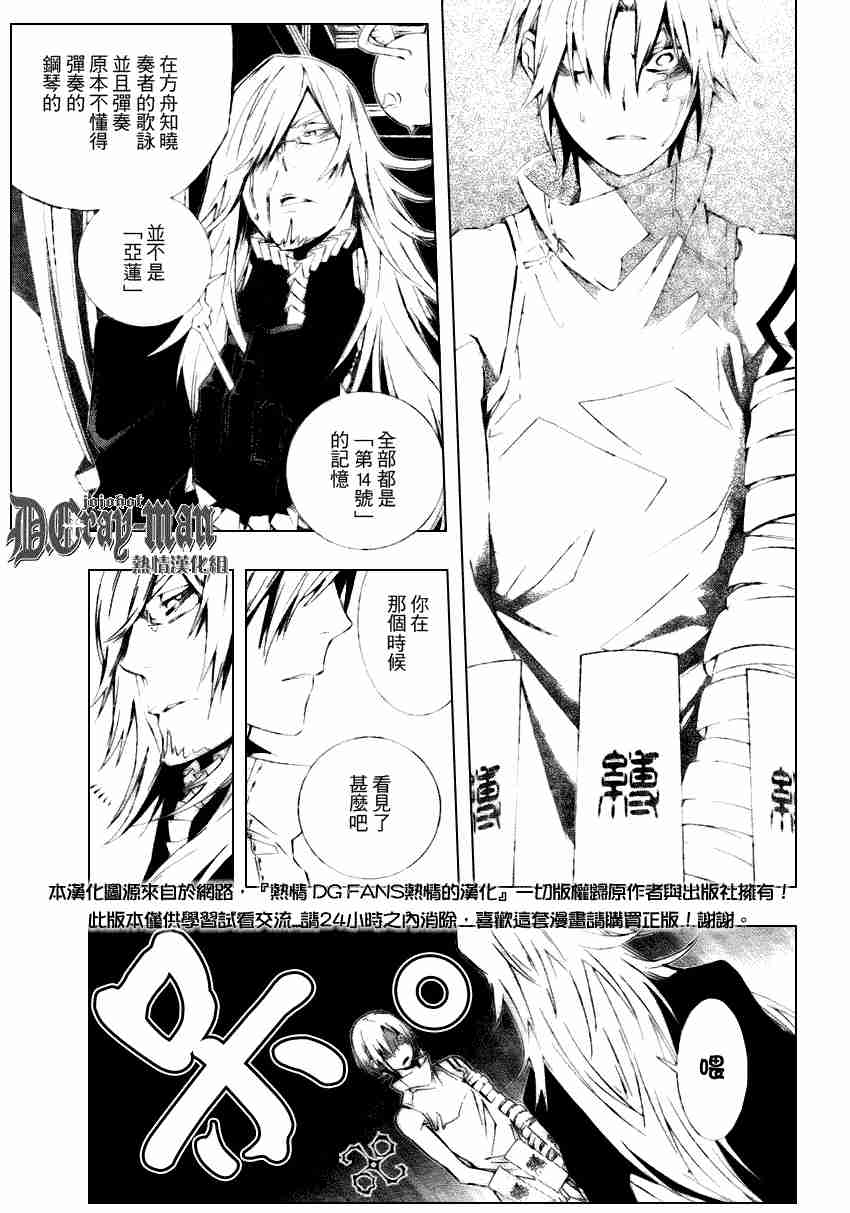 在方舟知曉
奏者的歌詠
並且彈奏
原本不懂得
彈奏的
鋼琴的
並不是
「亞蓮」
全部都是
「第14號」
的記憶
jojohot
D.Gray-man
熱情漢化組
你在
那個時候
看見了
甚麼吧
縛
本漢化圖源來自於網路，『熱情 DG FANS熱情的漢化』一切版權歸原作者與出版社擁有！
此版本僅供學習試看交流 請24小時之內消除，喜歡這套漫畫請購買正版！謝謝。
喂